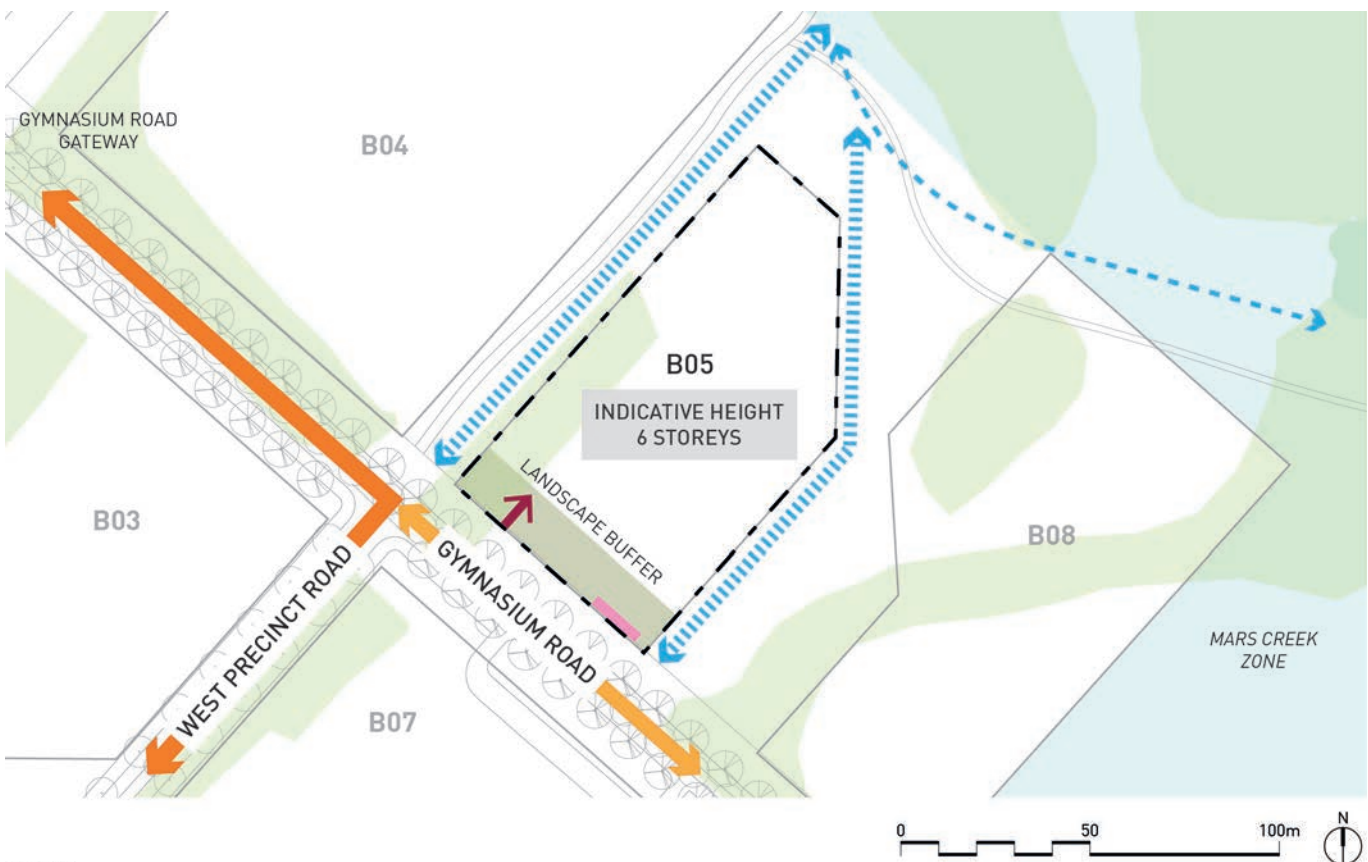 GYMNASIUM ROAD
GATEWAY
B04
B05
INDICATIVE HEIGHT
6 STOREYS
LANDSCAPE BUFFER
B03
GYMNASIUM ROAD
WEST PRECINCT ROAD
B08
MARS CREEK
ZONE
B07
0 50 100m
N